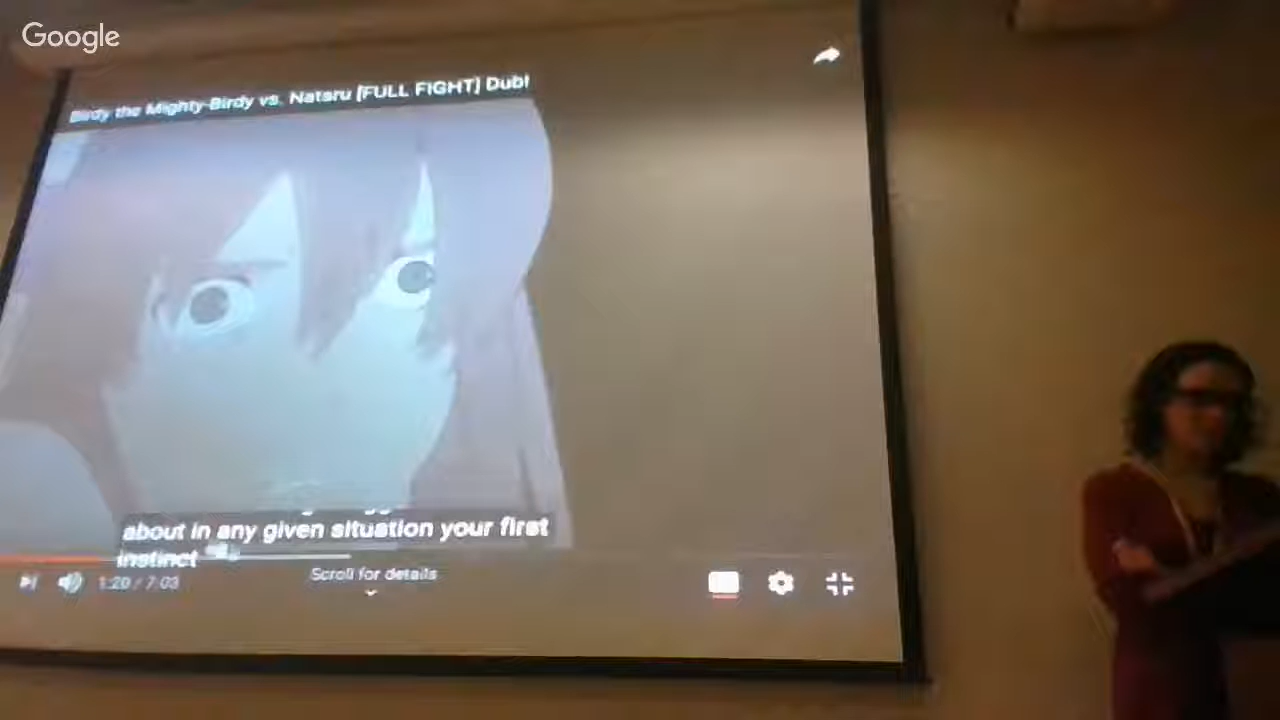 Google
Birdy the Mighty-Birdy vs. Nataru [FULL FIGHT] Dub!
about in any given situation your first
instinct
1:20 / 7:03
Scroll for details